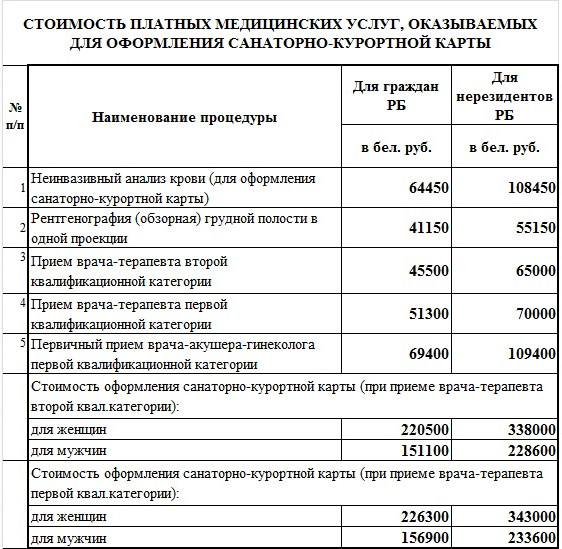 СТОИМОСТЬ ПЛАТНЫХ МЕДИЦИНСКИХ УСЛУГ, ОКАЗЫВАЕМЫХ
ДЛЯ ОФОРМЛЕНИЯ САНАТОРНО-КУРОРТНОЙ КАРТЫ
№ п/п
Наименование процедуры
Для граждан РБ
Для нерезидентов РБ
в бел. руб.
в бел. руб.
1 Неинвазивный анализ крови (для оформления
санаторно-курортной карты) 64450 108450
2 Рентгенография (обзорная) грудной полости в
одной проекции 41150 55150
3 Прием врача-терапевта второй
квалификационной категории 45500 65000
4 Прием врача-терапевта первой
квалификационной категории 51300 70000
5 Первичный прием врача-акушера-гинеколога
первой квалификационной категории 69400 109400
Стоимость оформления санаторно-курортной карты (при приеме врача-терапевта
второй квал.категории):
для женщин 220500 338000
для мужчин 151100 228600
Стоимость оформления санаторно-курортной карты (при приеме врача-терапевта
первой квал.категории):
для женщин 226300 343000
для мужчин 156900 233600